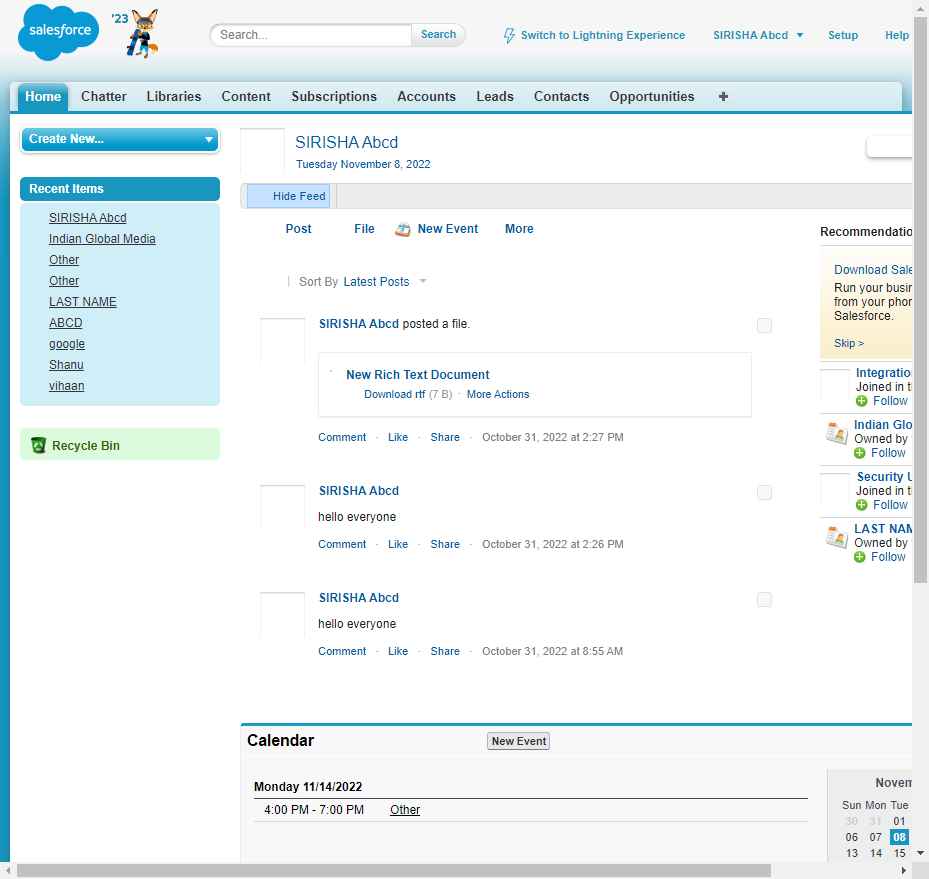 salesforce
'23
Search...
Search
Switch to Lightning Experience
SIRISHA Abcd
Setup
Help
Home
Chatter
Libraries
Content
Subscriptions
Accounts
Leads
Contacts
Opportunities
Create New...
Recent Items
SIRISHA Abcd
Indian Global Media
Other
Other
LAST NAME
ABCD
google
Shanu
vihaan
Recycle Bin
SIRISHA Abcd
Tuesday November 8, 2022
Hide Feed
Post
File
New Event
More
Sort By Latest Posts
SIRISHA Abcd posted a file.
New Rich Text Document
Download rtf (7 B) · More Actions
Comment · Like · Share · October 31, 2022 at 2:27 PM
SIRISHA Abcd
hello everyone
Comment · Like · Share · October 31, 2022 at 2:26 PM
SIRISHA Abcd
hello everyone
Comment · Like · Share · October 31, 2022 at 8:55 AM
Recommendatio
Download Sale
Run your busin
from your phon
Salesforce.
Skip >
Integratio
Joined in t
Follow
Indian Glo
Owned by
Follow
Security U
Joined in t
Follow
LAST NAM
Owned by
Follow
Calendar
New Event
Monday 11/14/2022
4:00 PM - 7:00 PM Other
Novem
Sun Mon Tue
30 31 01
06 07 08
13 14 15